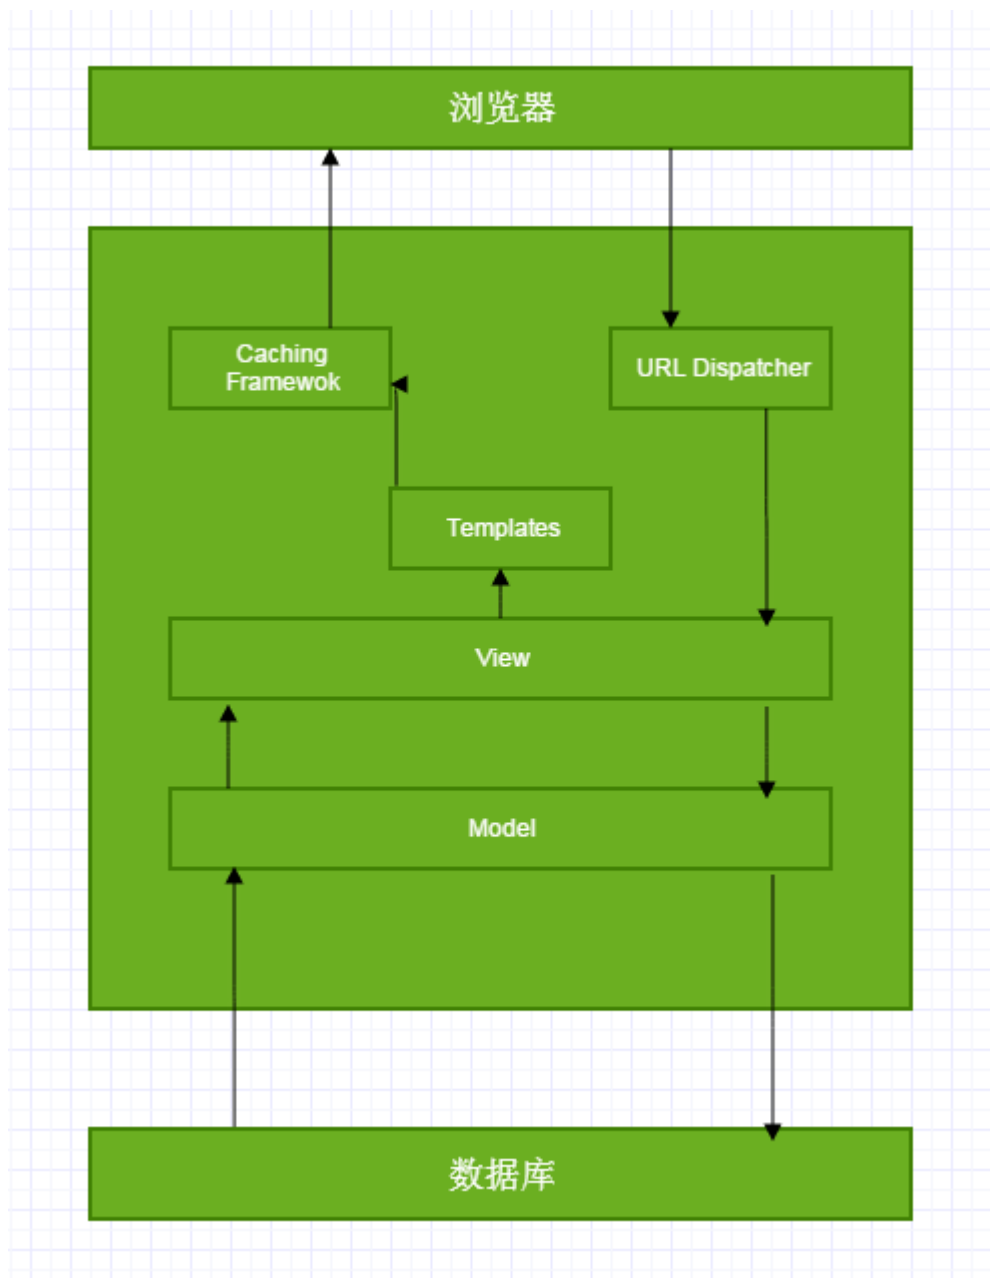 浏览器
Caching
Framewok
URL Dispatcher
Templates
View
Model
数据库